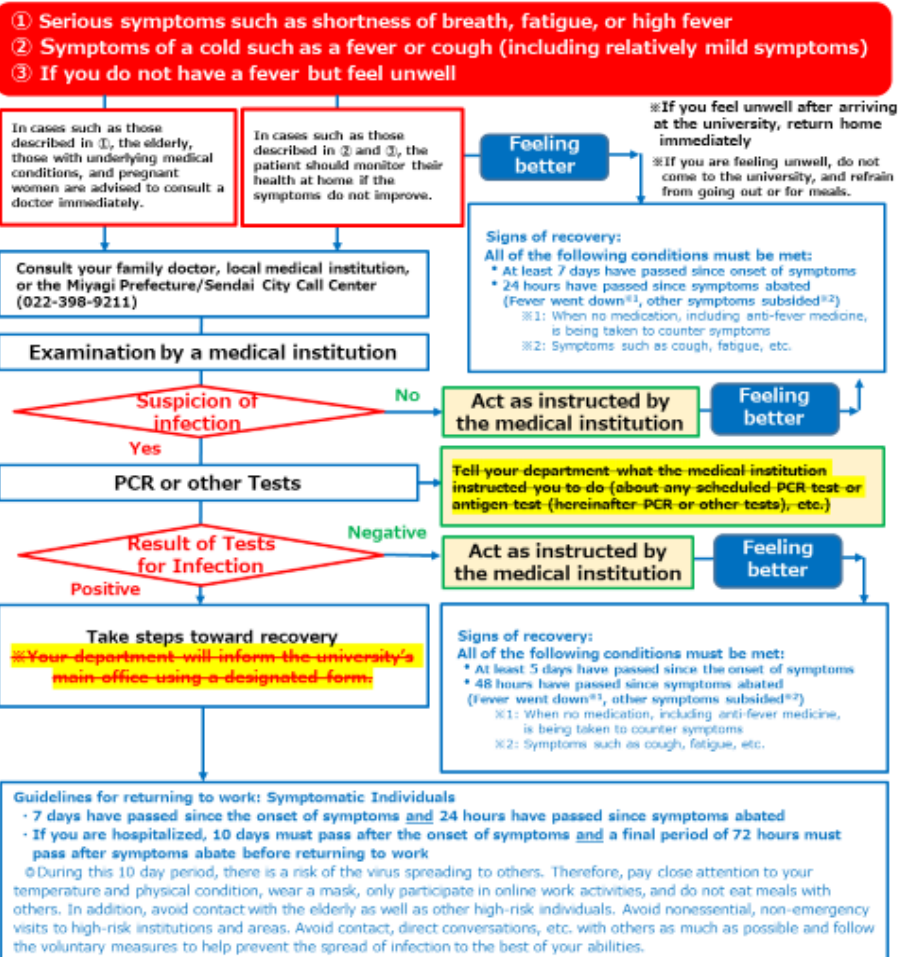 ① Serious symptoms such as shortness of breath, fatigue, or high fever
② Symptoms of a cold such as a fever or cough (including relatively mild symptoms)
③ If you do not have a fever but feel unwell
In cases such as those
described in ①, the elderly,
those with underlying medical
conditions, and pregnant
women are advised to consult a
doctor immediately.
In cases such as those
described in ② and ③, the
patient should monitor their
health at home if the
symptoms do not improve.
Feeling
better
※If you feel unwell after arriving
at the university, return home
immediately
※If you are feeling unwell, do not
come to the university, and refrain
from going out or for meals.
Signs of recovery:
All of the following conditions must be met:
* At least 7 days have passed since onset of symptoms
* 24 hours have passed since symptoms abated
(Fever went down※1, other symptoms subsided※2)
※1: When no medication, including anti-fever medicine,
is being taken to counter symptoms
※2: Symptoms such as cough, fatigue, etc.
Consult your family doctor, local medical institution,
or the Miyagi Prefecture/Sendai City Call Center
(022-398-9211)
Examination by a medical institution
Suspicion of
infection
No
Act as instructed by
the medical institution
Feeling
better
Yes
PCR or other Tests
Tell your department what the medical institution
instructed you to do (about any scheduled PCR test or
antigen test (hereinafter PCR or other tests), etc.)
Result of Tests
for Infection
Negative
Act as instructed by
the medical institution
Feeling
better
Positive
Take steps toward recovery
※Your department will inform the university's
main office using a designated form.
Signs of recovery:
All of the following conditions must be met:
* At least 5 days have passed since the onset of symptoms
* 48 hours have passed since symptoms abated
(Fever went down※1, other symptoms subsided※2)
※1: When no medication, including anti-fever medicine,
is being taken to counter symptoms
※2: Symptoms such as cough, fatigue, etc.
Guidelines for returning to work: Symptomatic Individuals
・7 days have passed since the onset of symptoms and 24 hours have passed since symptoms abated
・If you are hospitalized, 10 days must pass after the onset of symptoms and a final period of 72 hours must
pass after symptoms abate before returning to work
◎During this 10 day period, there is a risk of the virus spreading to others. Therefore, pay close attention to your
temperature and physical condition, wear a mask, only participate in online work activities, and do not eat meals with
others. In addition, avoid contact with the elderly as well as other high-risk individuals. Avoid nonessential, non-emergency
visits to high-risk institutions and areas. Avoid contact, direct conversations, etc. with others as much as possible and follow
the voluntary measures to help prevent the spread of infection to the best of your abilities.